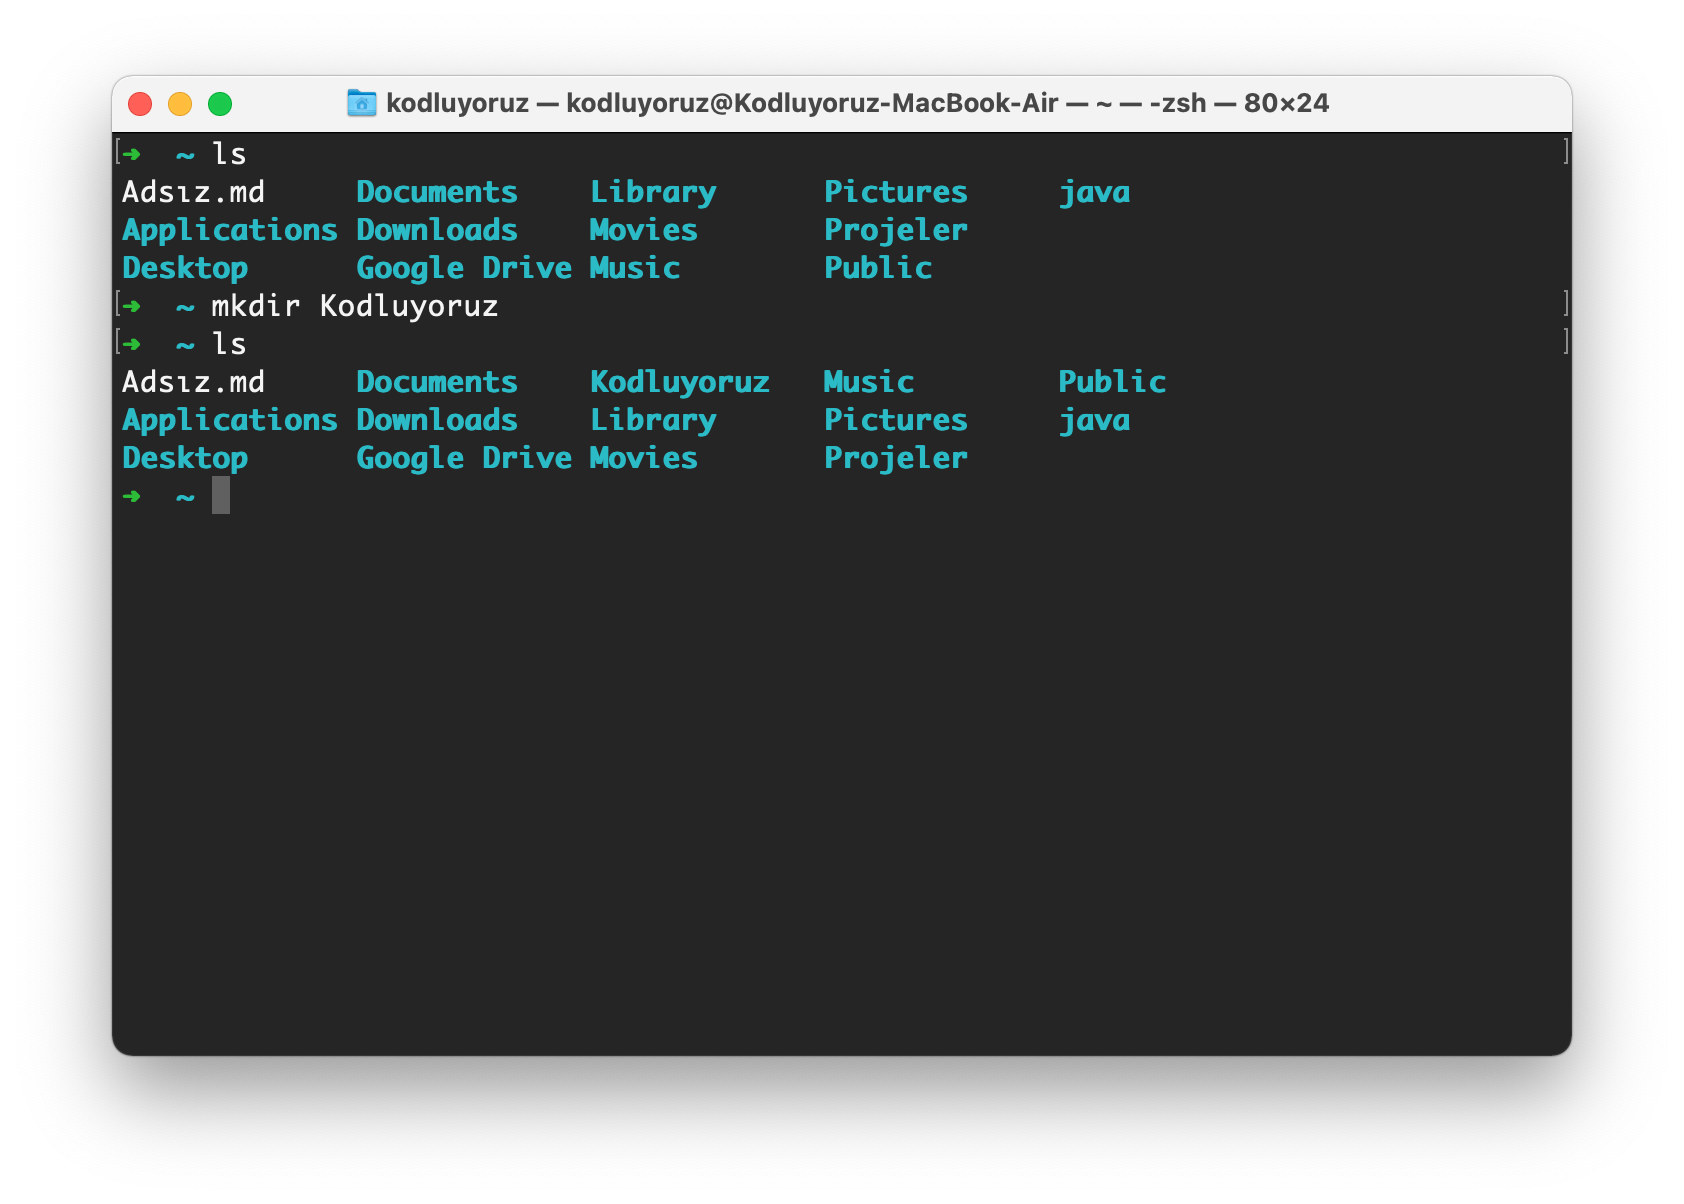 kodluyoruz — kodluyoruz@Kodluyoruz-MacBook-Air — ~ — -zsh — 80×24
[➜  ~ ls ]
Adsız.md     Documents    Library      Pictures     java
Applications Downloads    Movies       Projeler
Desktop      Google Drive Music        Public
[➜  ~ mkdir Kodluyoruz ]
[➜  ~ ls ]
Adsız.md     Documents    Kodluyoruz   Music        Public
Applications Downloads    Library      Pictures     java
Desktop      Google Drive Movies       Projeler
➜  ~